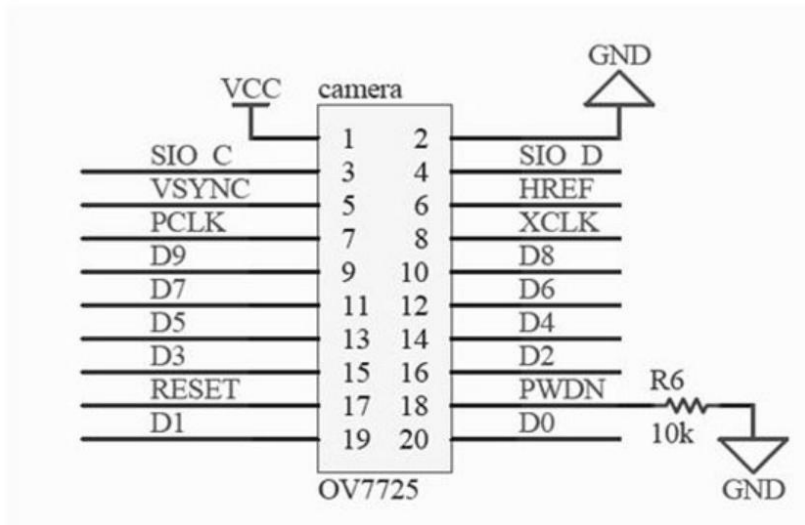 GND
VCC camera
1 2
SIO C 3 4 SIO D
VSYNC 5 6 HREF
PCLK 7 8 XCLK
D9 9 10 D8
D7 11 12 D6
D5 13 14 D4
D3 15 16 D2
RESET 17 18 PWDN R6
D1 19 20 D0 10k
OV7725 GND